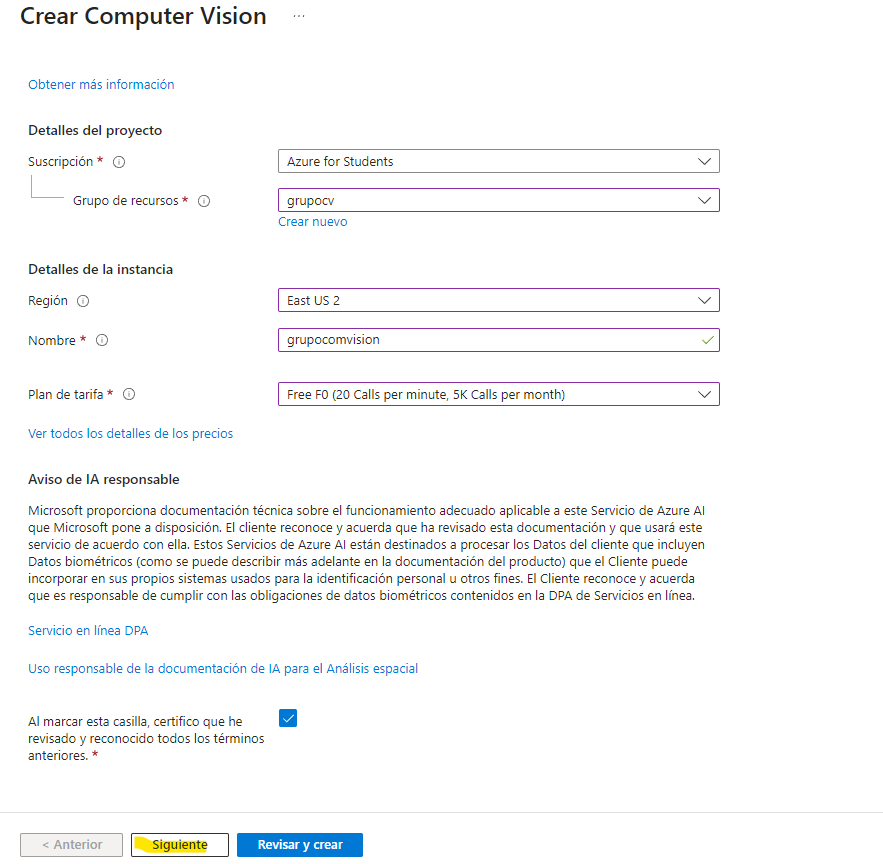 Crear Computer Vision ...
Obtener más información
Detalles del proyecto
Suscripción * Azure for Students
Grupo de recursos * grupocv
Crear nuevo
Detalles de la instancia
Región East US 2
Nombre * grupocomvision
Plan de tarifa * Free F0 (20 Calls per minute, 5K Calls per month)
Ver todos los detalles de los precios
Aviso de IA responsable
Microsoft proporciona documentación técnica sobre el funcionamiento adecuado aplicable a este Servicio de Azure AI
que Microsoft pone a disposición. El cliente reconoce y acuerda que ha revisado esta documentación y que usará este
servicio de acuerdo con ella. Estos Servicios de Azure AI están destinados a procesar los Datos del cliente que incluyen
Datos biométricos (como se puede describir más adelante en la documentación del producto) que el Cliente puede
incorporar en sus propios sistemas usados para la identificación personal u otros fines. El Cliente reconoce y acuerda
que es responsable de cumplir con las obligaciones de datos biométricos contenidos en la DPA de Servicios en línea.
Servicio en línea DPA
Uso responsable de la documentación de IA para el Análisis espacial
Al marcar esta casilla, certifico que he
revisado y reconocido todos los términos
anteriores. *
< Anterior Siguiente Revisar y crear